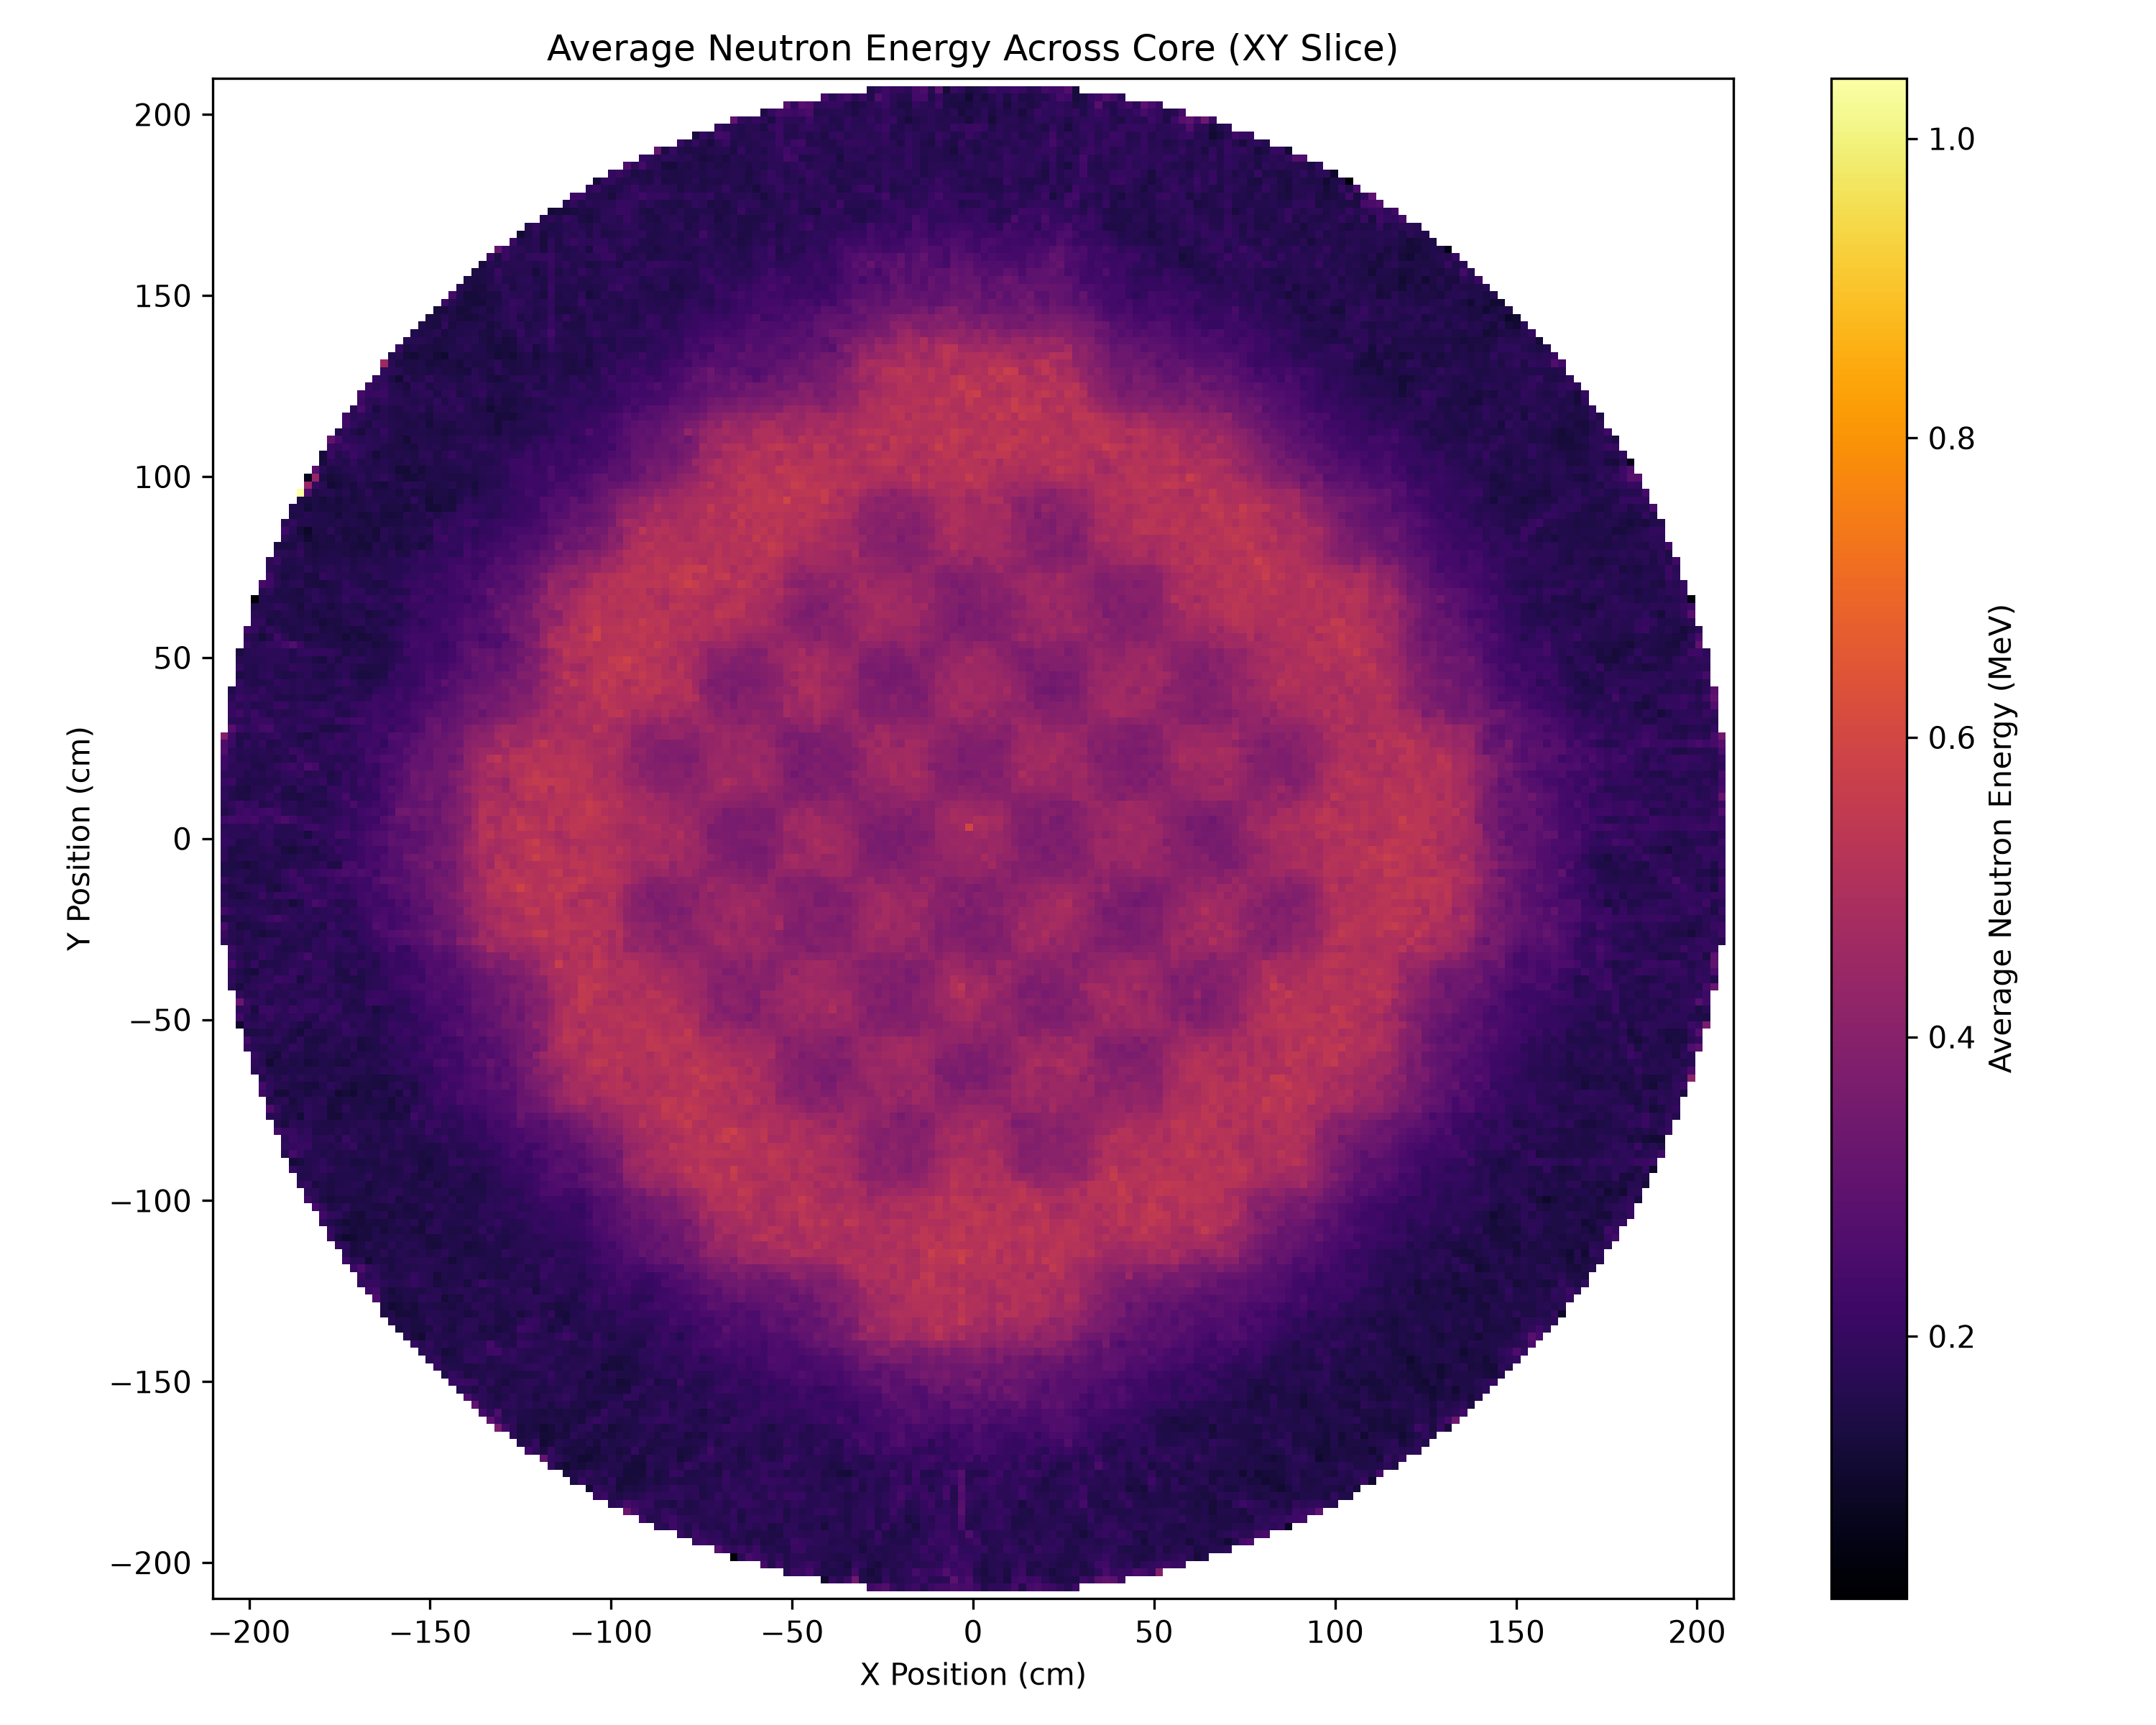 Average Neutron Energy Across Core (XY Slice)
200
150
100
50
0
−50
−100
−150
−200
Y Position (cm)
−200 −150 −100 −50 0 50 100 150 200
X Position (cm)
1.0
0.8
0.6
0.4
0.2
Average Neutron Energy (MeV)